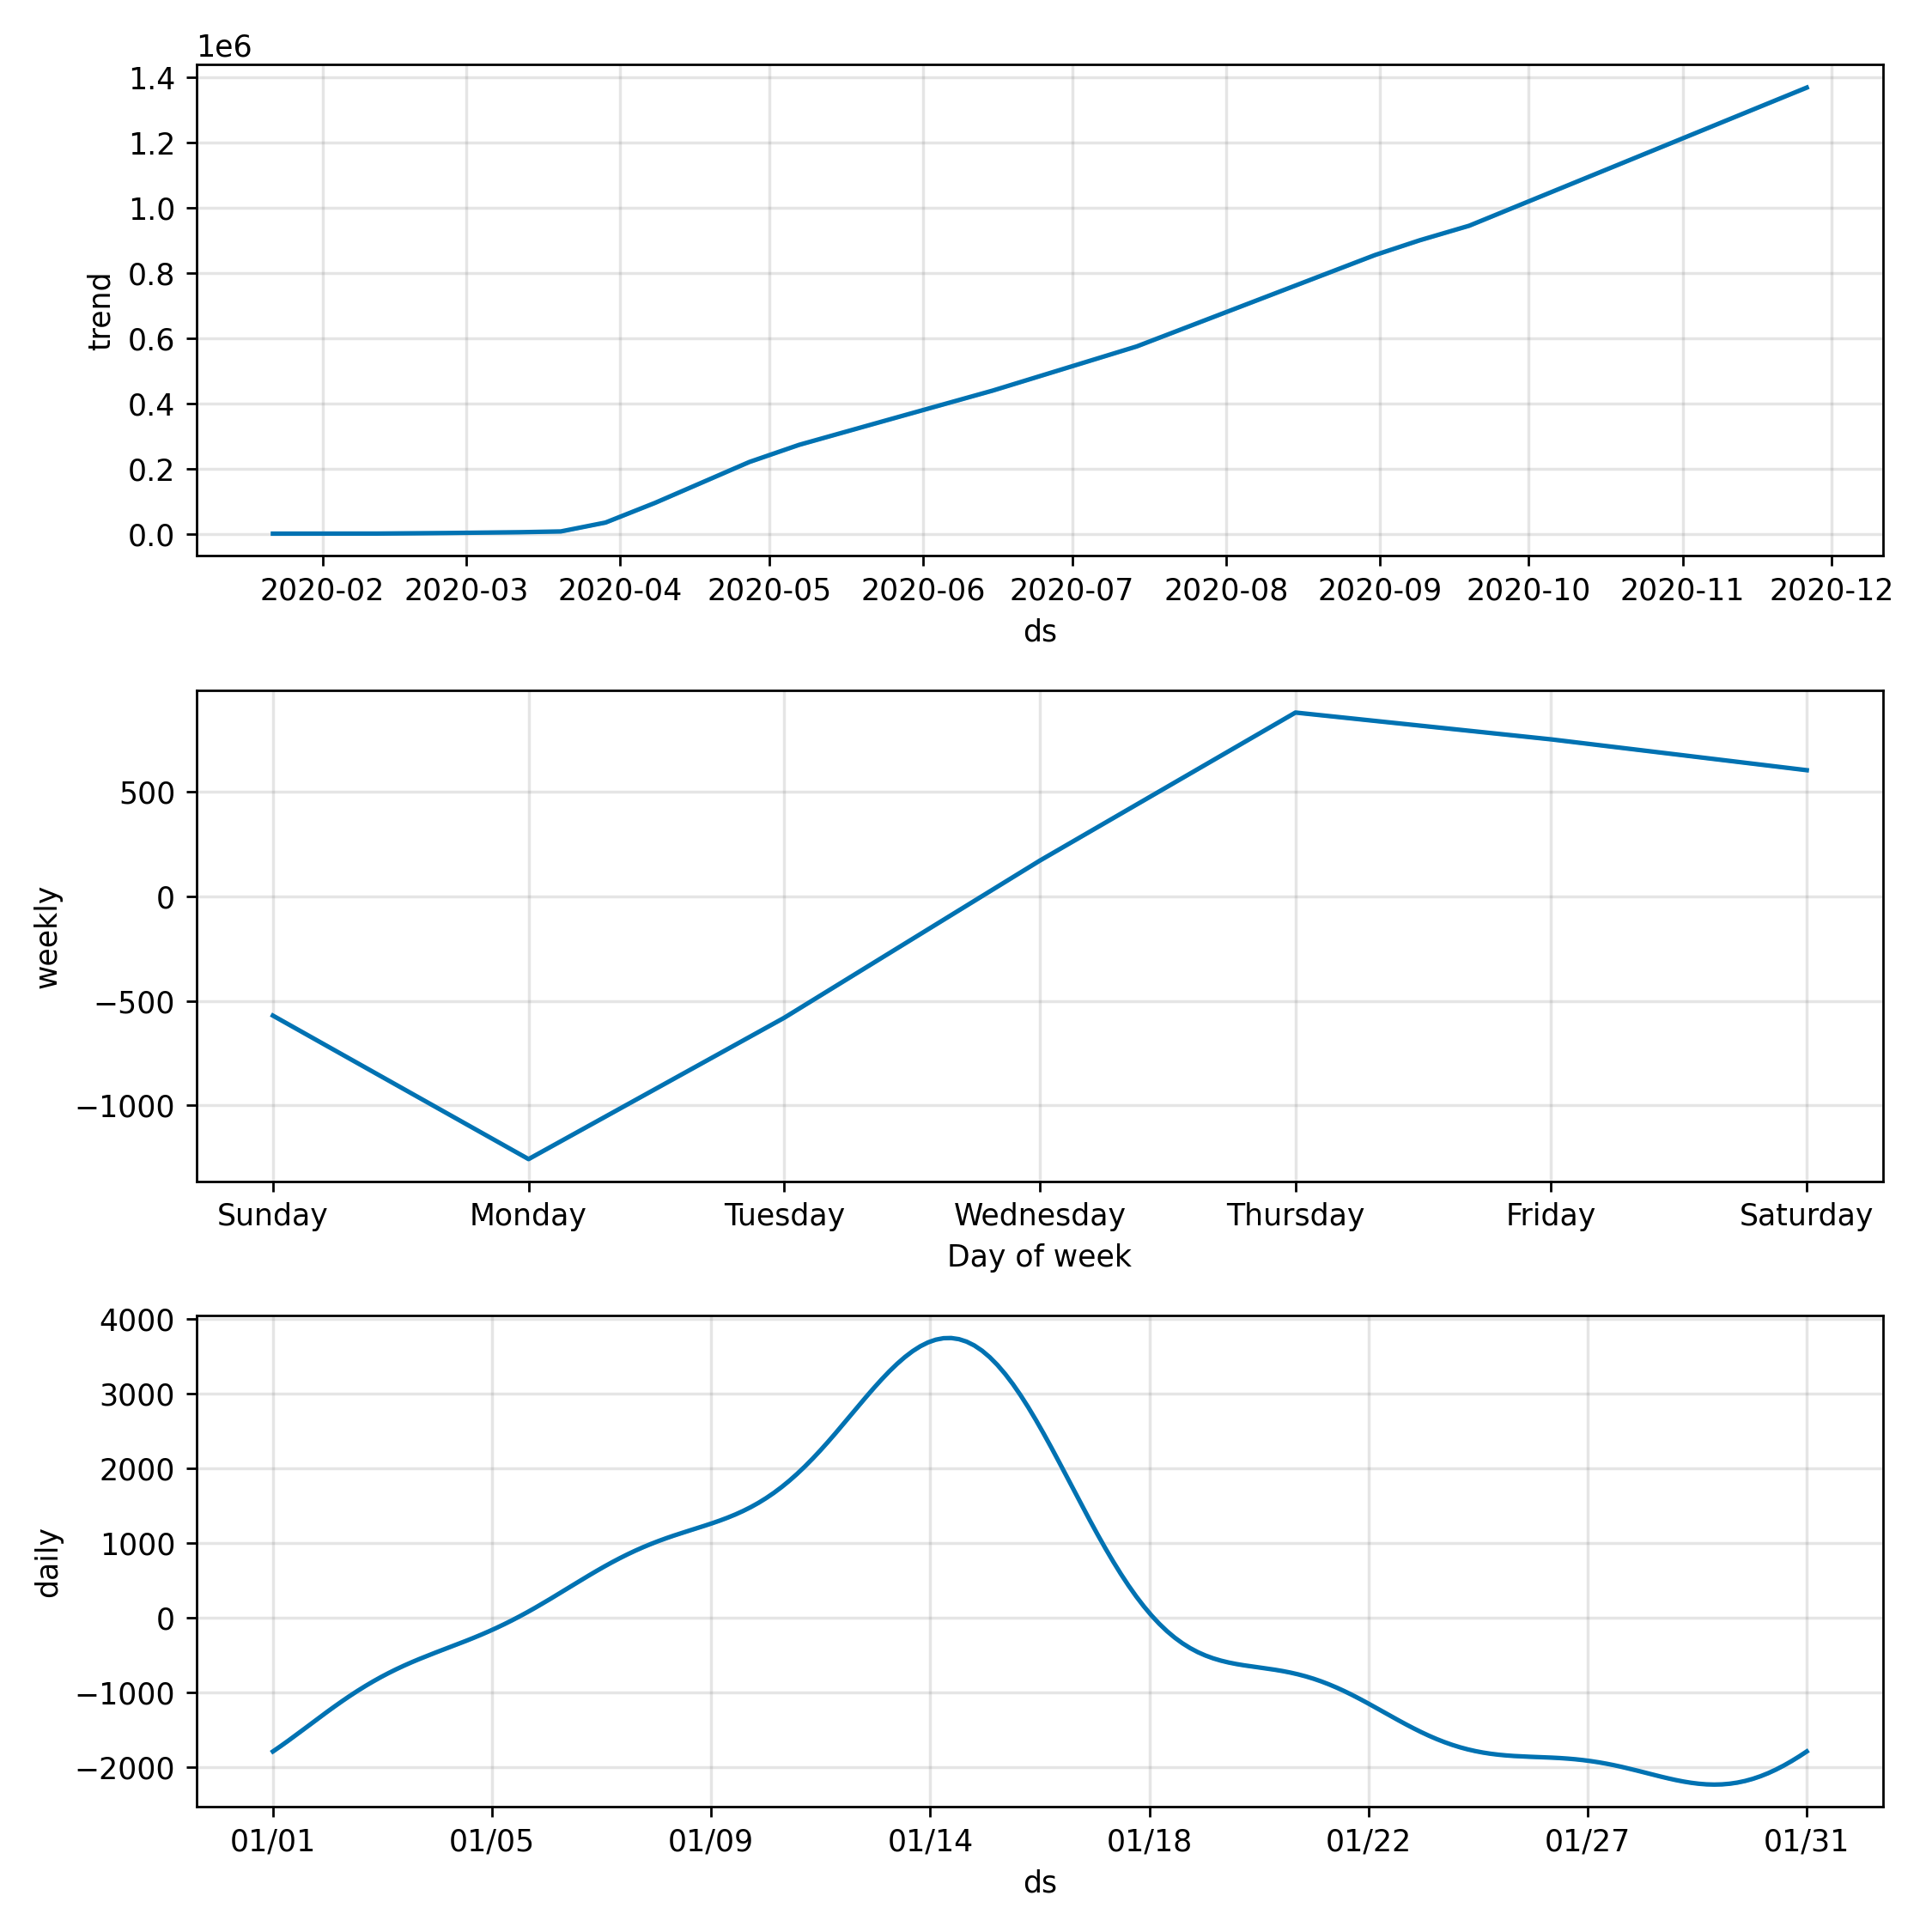 1e6
1.4
1.2
1.0
0.8
0.6
0.4
0.2
0.0
trend
2020-02 2020-03 2020-04 2020-05 2020-06 2020-07 2020-08 2020-09 2020-10 2020-11 2020-12
ds
500
0
−500
−1000
weekly
Sunday Monday Tuesday Wednesday Thursday Friday Saturday
Day of week
4000
3000
2000
1000
0
−1000
−2000
daily
01/01 01/05 01/09 01/14 01/18 01/22 01/27 01/31
ds